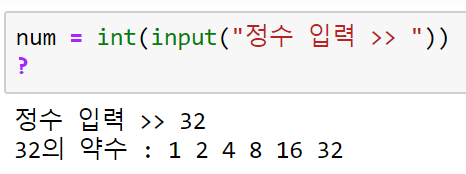 num = int(input("정수 입력 >> "))
?
정수 입력 >> 32
32의 약수 : 1 2 4 8 16 32